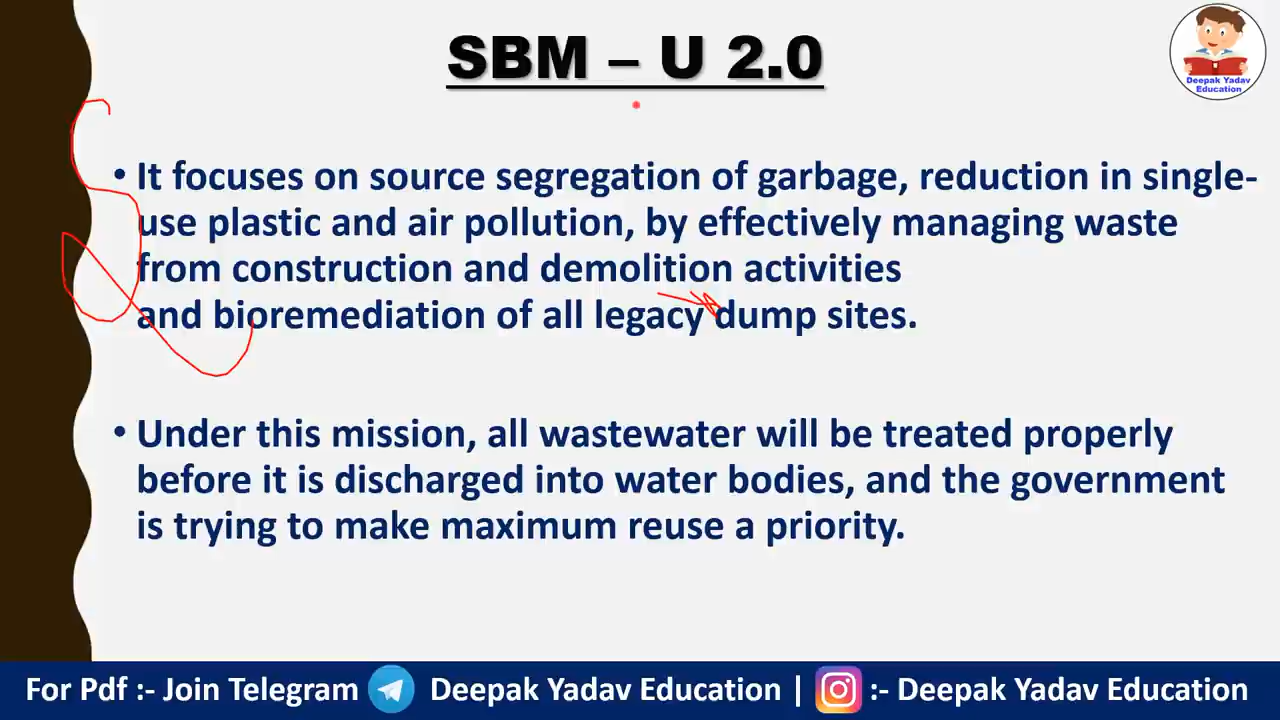 SBM – U 2.0
Deepak Yadav
Education
• It focuses on source segregation of garbage, reduction in single-
use plastic and air pollution, by effectively managing waste
from construction and demolition activities
and bioremediation of all legacy dump sites.
• Under this mission, all wastewater will be treated properly
before it is discharged into water bodies, and the government
is trying to make maximum reuse a priority.
For Pdf :- Join Telegram Deepak Yadav Education | :- Deepak Yadav Education